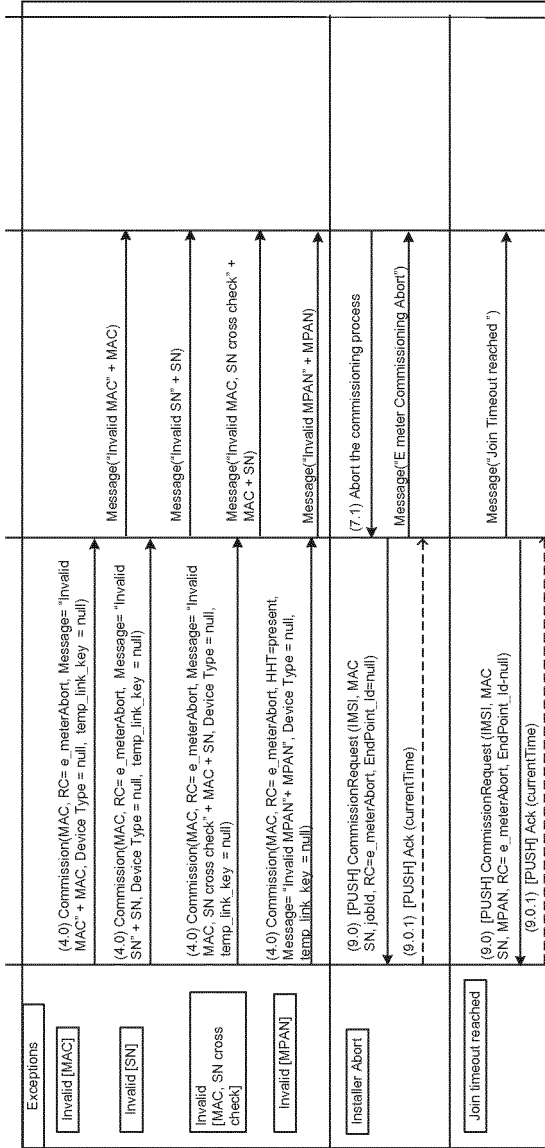 Exceptions
Invalid [MAC]
(4.0) Commission(MAC, RC= e_meterAbort, Message= "Invalid
MAC" + MAC, Device Type = null, temp_link_key = null)
Message("Invalid MAC" + MAC)
Invalid [SN]
(4.0) Commission(MAC, RC= e_meterAbort, Message= "Invalid
SN" + SN, Device Type = null, temp_link_key = null)
Message("Invalid SN" + SN)
Invalid
[MAC, SN cross
check]
(4.0) Commission(MAC, RC= e_meterAbort, Message= "Invalid
MAC, SN cross check" + MAC + SN, Device Type = null,
temp_link_key = null)
Message("Invalid MAC, SN cross check" +
MAC + SN)
Invalid [MPAN]
(4.0) Commission(MAC, RC= e_meterAbort, HHT=present,
Message= "Invalid MPAN"+ MPAN", Device Type = null,
temp_link_key = null)
Message("Invalid MPAN" + MPAN)
Installer Abort
(7.1) Abort the commissioning process
(9.0) [PUSH] CommissionRequest (IMSI, MAC
SN, jobId, RC=e_meterAbort, EndPoint_Id=null)
Message("E meter Commissioning Abort")
(9.0.1) [PUSH] Ack (currentTime)
Join timeout reached
(9.0) [PUSH] CommissionRequest (IMSI, MAC
SN, MPAN, RC= e_meterAbort, EndPoint_Id-null)
Message("Join Timeout reached ")
(9.0.1) [PUSH] Ack (currentTime)